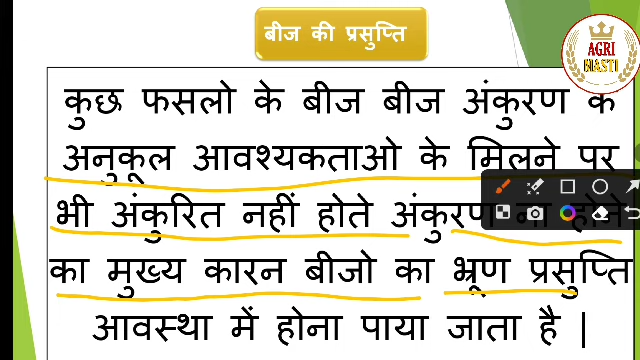 बीज की प्रसुप्ति
AGRI
MASTI
कुछ फसलो के बीज बीज अंकुरण के
अनुकूल आवश्यकताओ के मिलने पर
भी अंकुरित नहीं होते अंकुरण ना होने
का मुख्य कारन बीजो का भ्रूण प्रसुप्ति
आवस्था में होना पाया जाता है |